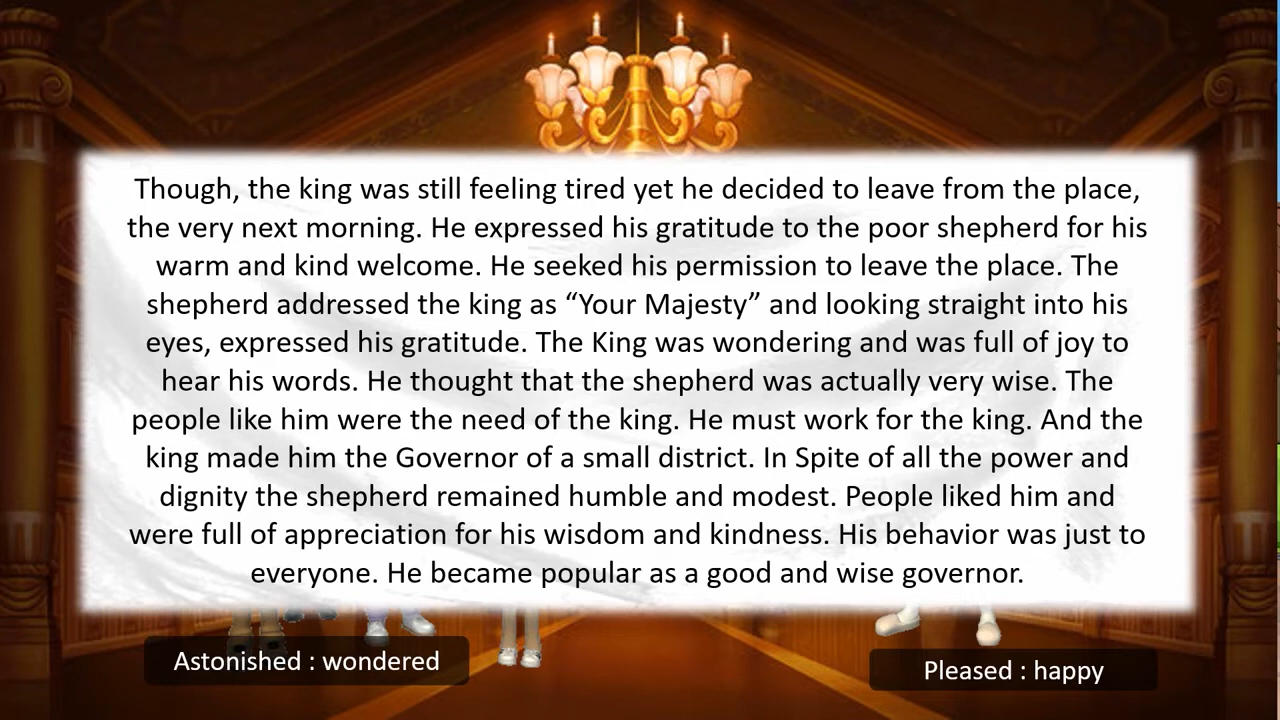 Though, the king was still feeling tired yet he decided to leave from the place,
the very next morning. He expressed his gratitude to the poor shepherd for his
warm and kind welcome. He seeked his permission to leave the place. The
shepherd addressed the king as “Your Majesty” and looking straight into his
eyes, expressed his gratitude. The King was wondering and was full of joy to
hear his words. He thought that the shepherd was actually very wise. The
people like him were the need of the king. He must work for the king. And the
king made him the Governor of a small district. In Spite of all the power and
dignity the shepherd remained humble and modest. People liked him and
were full of appreciation for his wisdom and kindness. His behavior was just to
everyone. He became popular as a good and wise governor.
Astonished : wondered
Pleased : happy